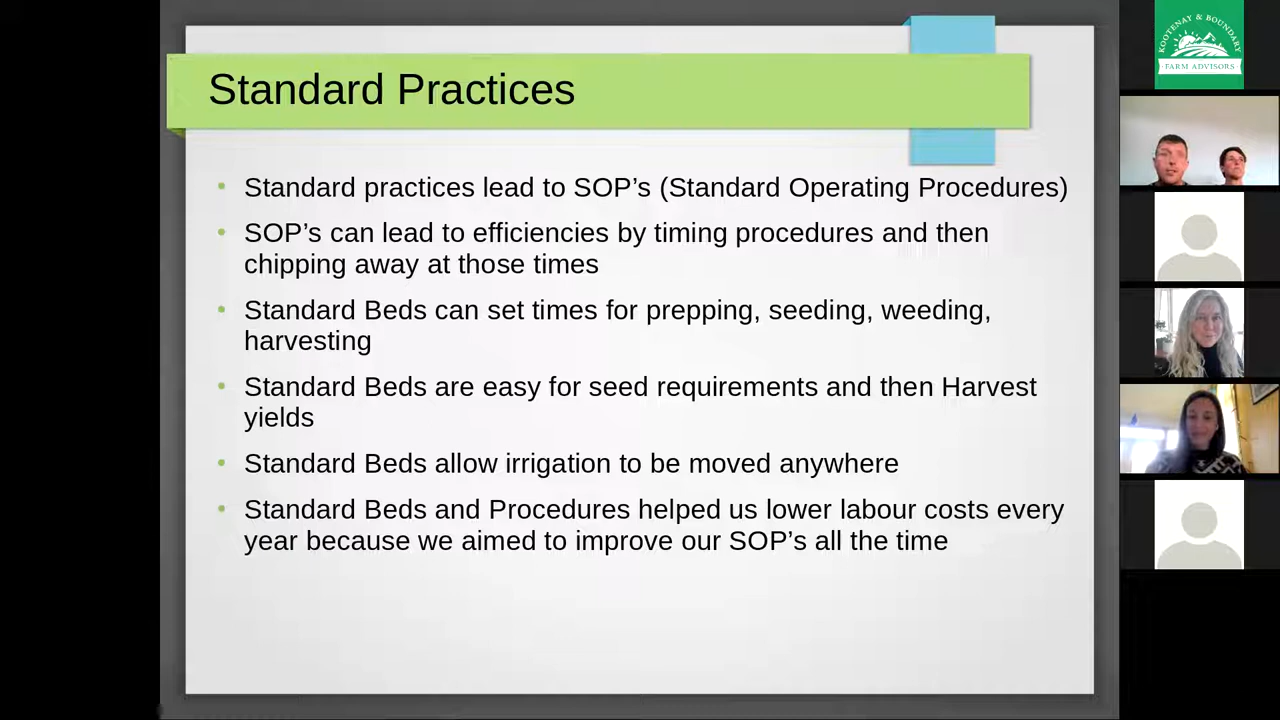 Standard Practices
Standard practices lead to SOP’s (Standard Operating Procedures)
SOP’s can lead to efficiencies by timing procedures and then
chipping away at those times
Standard Beds can set times for prepping, seeding, weeding,
harvesting
Standard Beds are easy for seed requirements and then Harvest
yields
Standard Beds allow irrigation to be moved anywhere
Standard Beds and Procedures helped us lower labour costs every
year because we aimed to improve our SOP’s all the time
KOOTENAY & BOUNDARY
FARM ADVISORS